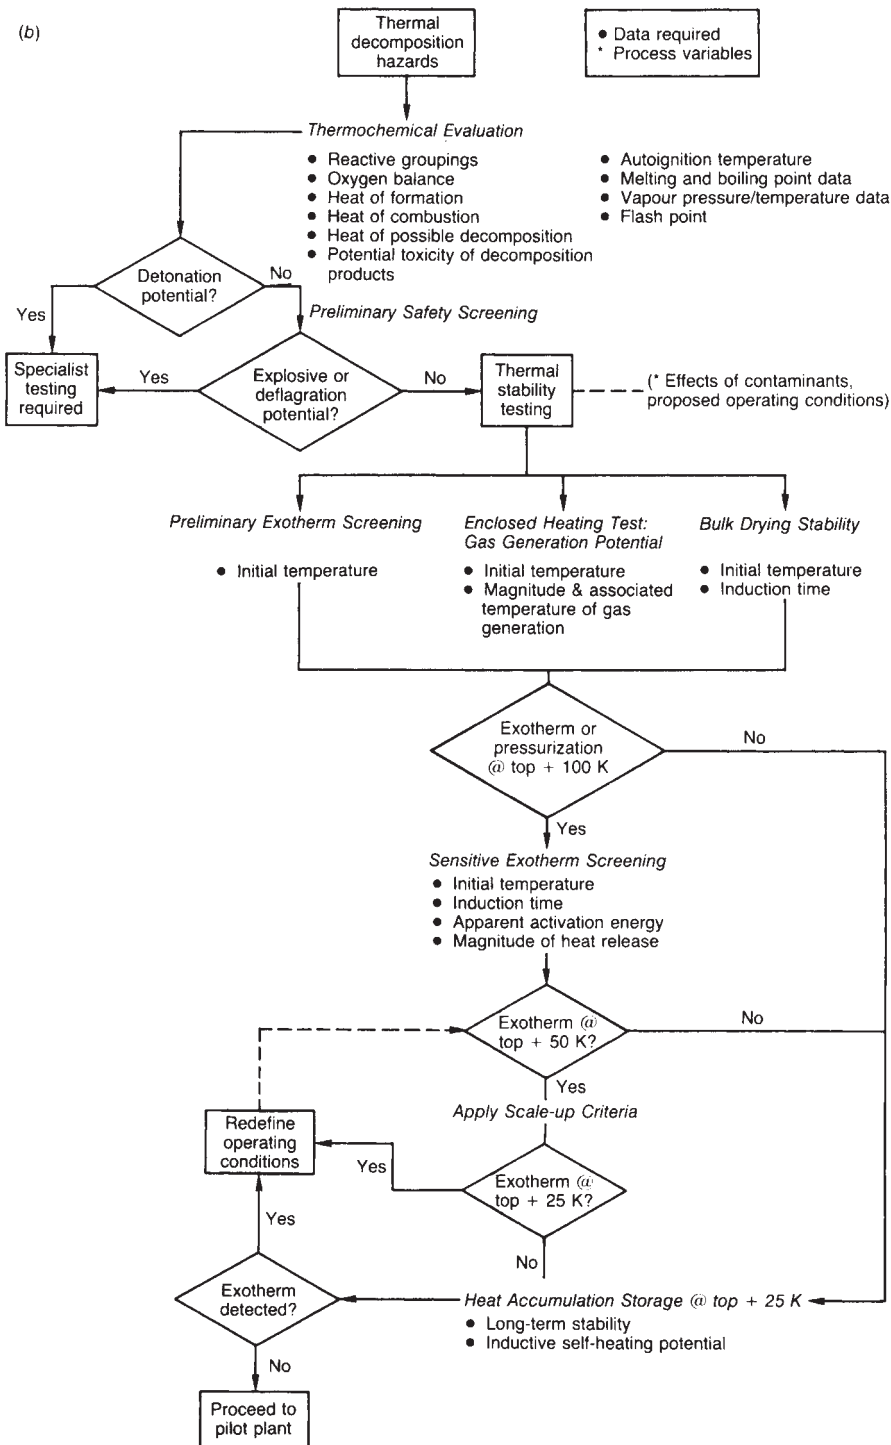 (b)
Thermal
decomposition
hazards
● Data required
* Process variables
Thermochemical Evaluation
● Reactive groupings
● Oxygen balance
● Heat of formation
● Heat of combustion
● Heat of possible decomposition
● Potential toxicity of decomposition
products
● Autoignition temperature
● Melting and boiling point data
● Vapour pressure/temperature data
● Flash point
Detonation
potential?
No
Yes
Preliminary Safety Screening
Specialist
testing
required
Yes
Explosive or
deflagration
potential?
No
Thermal
stability
testing
(* Effects of contaminants,
proposed operating conditions)
Preliminary Exotherm Screening
● Initial temperature
Enclosed Heating Test:
Gas Generation Potential
● Initial temperature
● Magnitude & associated
temperature of gas
generation
Bulk Drying Stability
● Initial temperature
● Induction time
Exotherm or
pressurization
@ top + 100 K
No
Yes
Sensitive Exotherm Screening
● Initial temperature
● Induction time
● Apparent activation energy
● Magnitude of heat release
Exotherm @
top + 50 K?
No
Yes
Apply Scale-up Criteria
Redefine
operating
conditions
Yes
Exotherm @
top + 25 K?
Yes
No
Exotherm
detected?
Heat Accumulation Storage @ top + 25 K
● Long-term stability
● Inductive self-heating potential
No
Proceed to
pilot plant